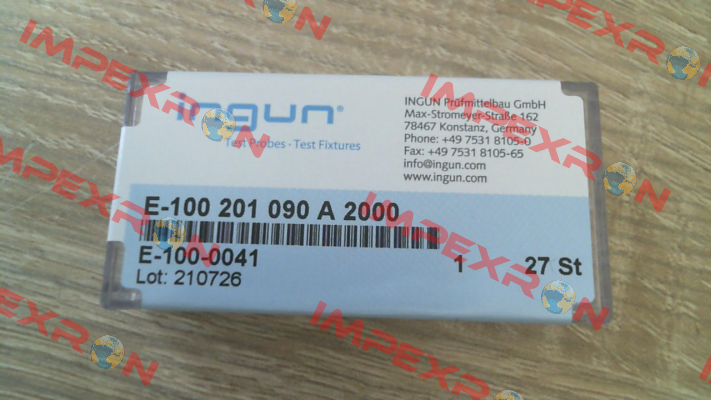 ingun®
Test Probes - Test Fixtures
INGUN Prüfmittelbau GmbH
Max-Stromeyer-Straße 162
78467 Konstanz, Germany
Phone: +49 7531 8105-0
Fax: +49 7531 8105-65
info@ingun.com
www.ingun.com
E-100 201 090 A 2000
E-100-0041 1 27 St
Lot: 210726
IMPEXRON
IMPEXRON
IMPEXRON
IMPEXRON
IMPEXRON
IMPEXRON